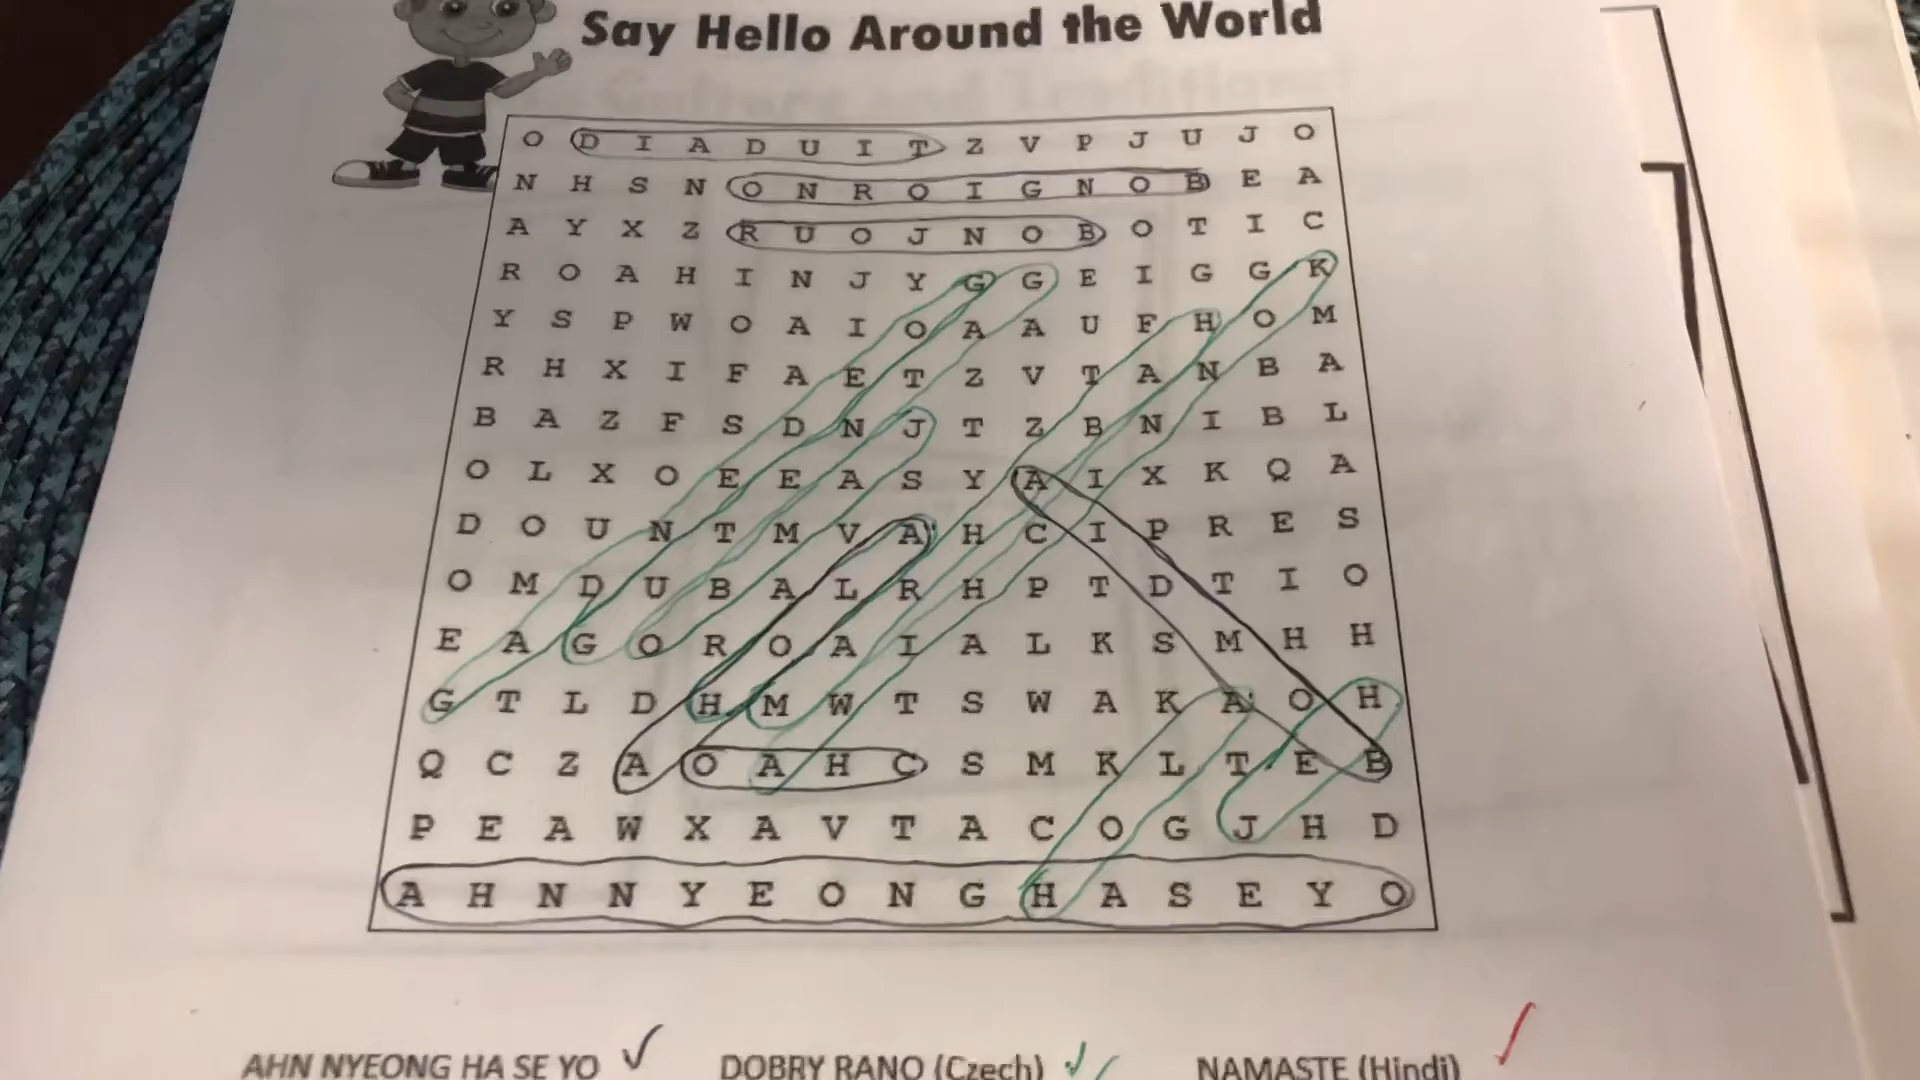 Say Hello Around the World
O D I A D U I T Z V P J U J O
N H S N O N R O I G N O B E A
A Y X Z R U O J N O B O T I C
R O A H I N J Y G G E I G G K
Y S P W O A I O A A U F H O M
R H X I F A E T Z V T A N B A
B A Z F S D N J T Z B N I B L
O L X O E E A S Y A I X K Q A
D O U N T M V A H C I P R E S
O M D U B A L R H P T D T I O
E A G O R O A I A L K S M H H
G T L D H M W T S W A K A O H
Q C Z A O A H C S M K L T E B
P E A W X A V T A C O G J H D
A H N N Y E O N G H A S E Y O
AHN NYEONG HA SE YO DOBRY RANO (Czech) NAMASTE (Hindi)